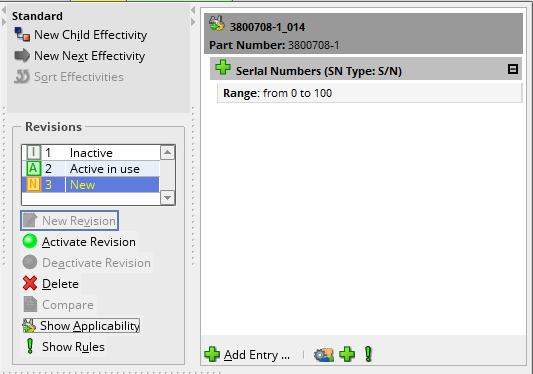 Standard
New Child Effectivity
New Next Effectivity
Sort Effectivities
Revisions
I 1 Inactive
A 2 Active in use
N 3 New
New Revision
Activate Revision
Deactivate Revision
Delete
Compare
Show Applicability
Show Rules
3800708-1_014
Part Number: 3800708-1
Serial Numbers (SN Type: S/N)
Range: from 0 to 100
Add Entry ...